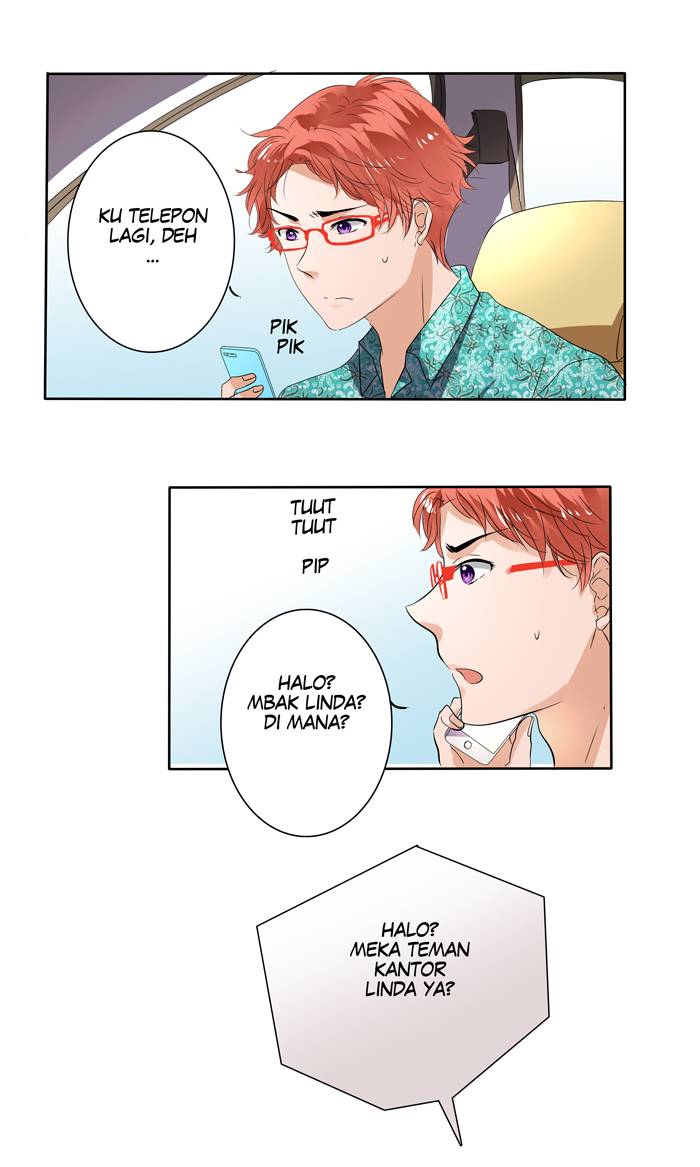 KU TELEPON
LAGI, DEH
...
PIK
PIK
TUUT
TUUT
PIP
HALO?
MBAK LINDA?
DI MANA?
HALO?
MEKA TEMAN
KANTOR
LINDA YA?